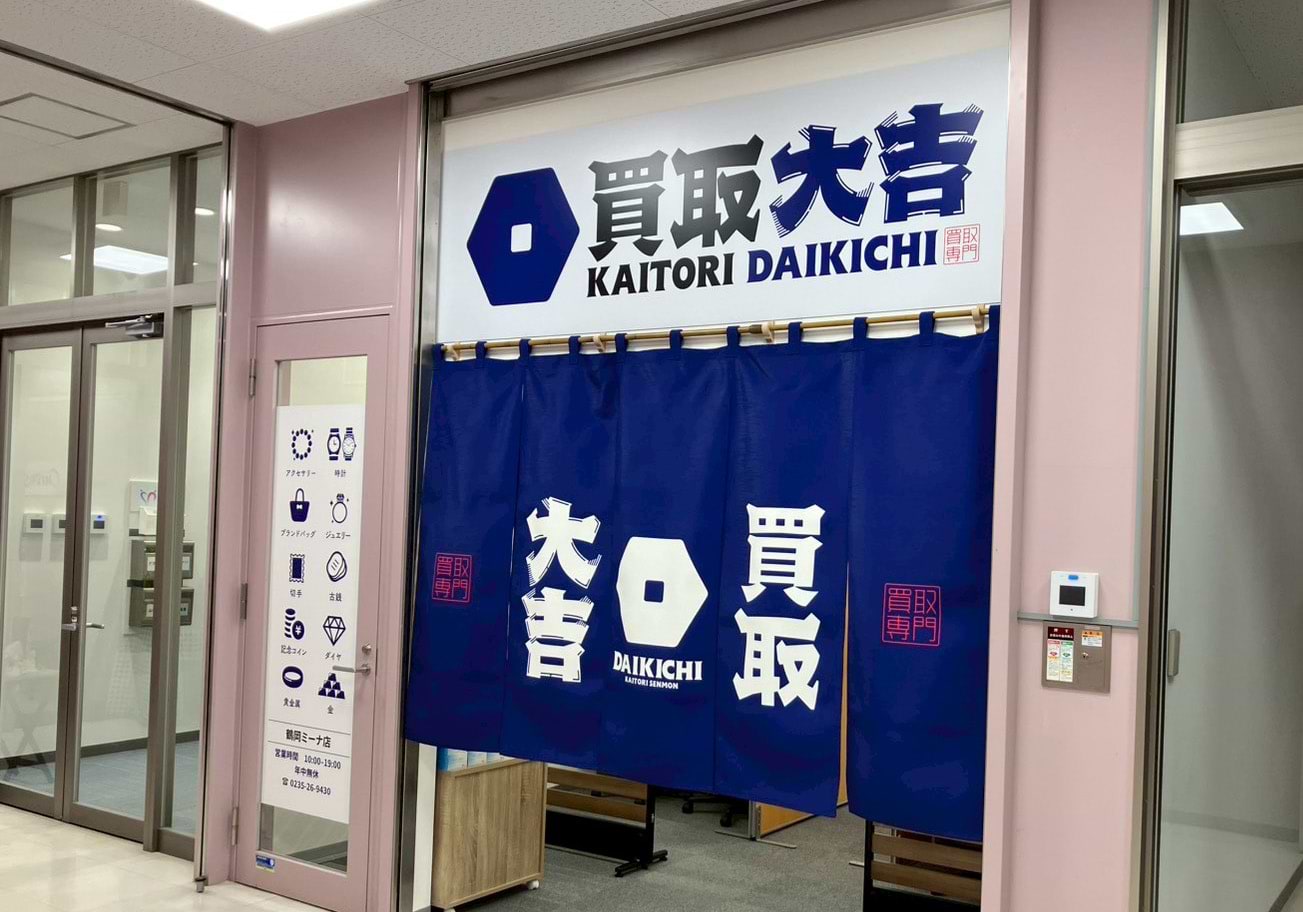 買取大吉
KAITORI DAIKICHI
買取
専門
アクセサリー 時計
ブランドバッグ ジュエリー
切手 古銭
記念コイン ダイヤ
貴金属 金
鶴岡ミーナ店
営業時間 10:00-19:00
年中無休
☎ 0235-26-9430
買取
専門
買取
大吉
DAIKICHI
KAITORI SENMON
買取
専門